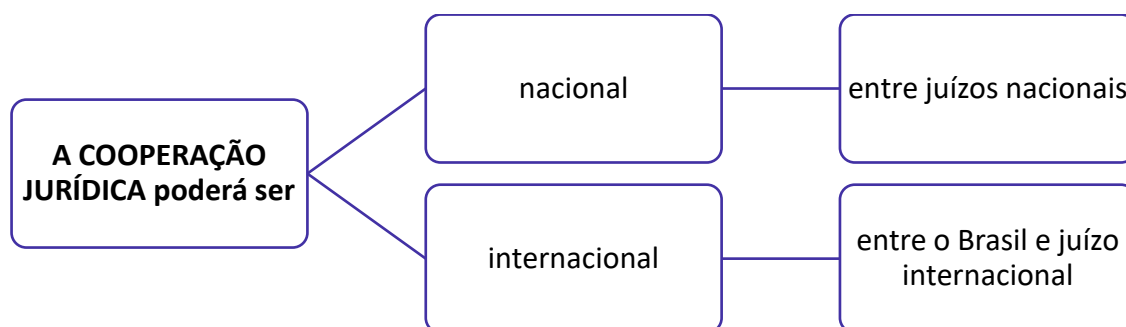 A COOPERAÇÃO
JURÍDICA poderá ser
nacional
entre juízos nacionais
internacional
entre o Brasil e juízo
internacional